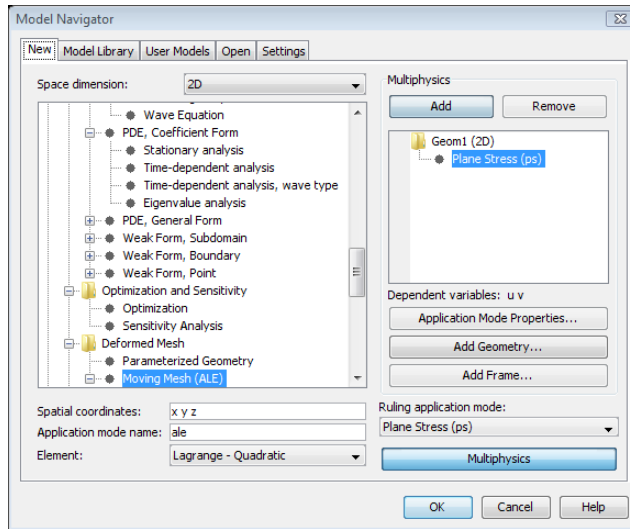 Model Navigator
New Model Library User Models Open Settings
Space dimension: 2D
Wave Equation
PDE, Coefficient Form
Stationary analysis
Time-dependent analysis
Time-dependent analysis, wave type
Eigenvalue analysis
PDE, General Form
Weak Form, Subdomain
Weak Form, Boundary
Weak Form, Point
Optimization and Sensitivity
Optimization
Sensitivity Analysis
Deformed Mesh
Parameterized Geometry
Moving Mesh (ALE)
Spatial coordinates: x y z
Application mode name: ale
Element: Lagrange - Quadratic
Multiphysics
Add Remove
Geom1 (2D)
Plane Stress (ps)
Dependent variables: u v
Application Mode Properties...
Add Geometry...
Add Frame...
Ruling application mode:
Plane Stress (ps)
Multiphysics
OK Cancel Help